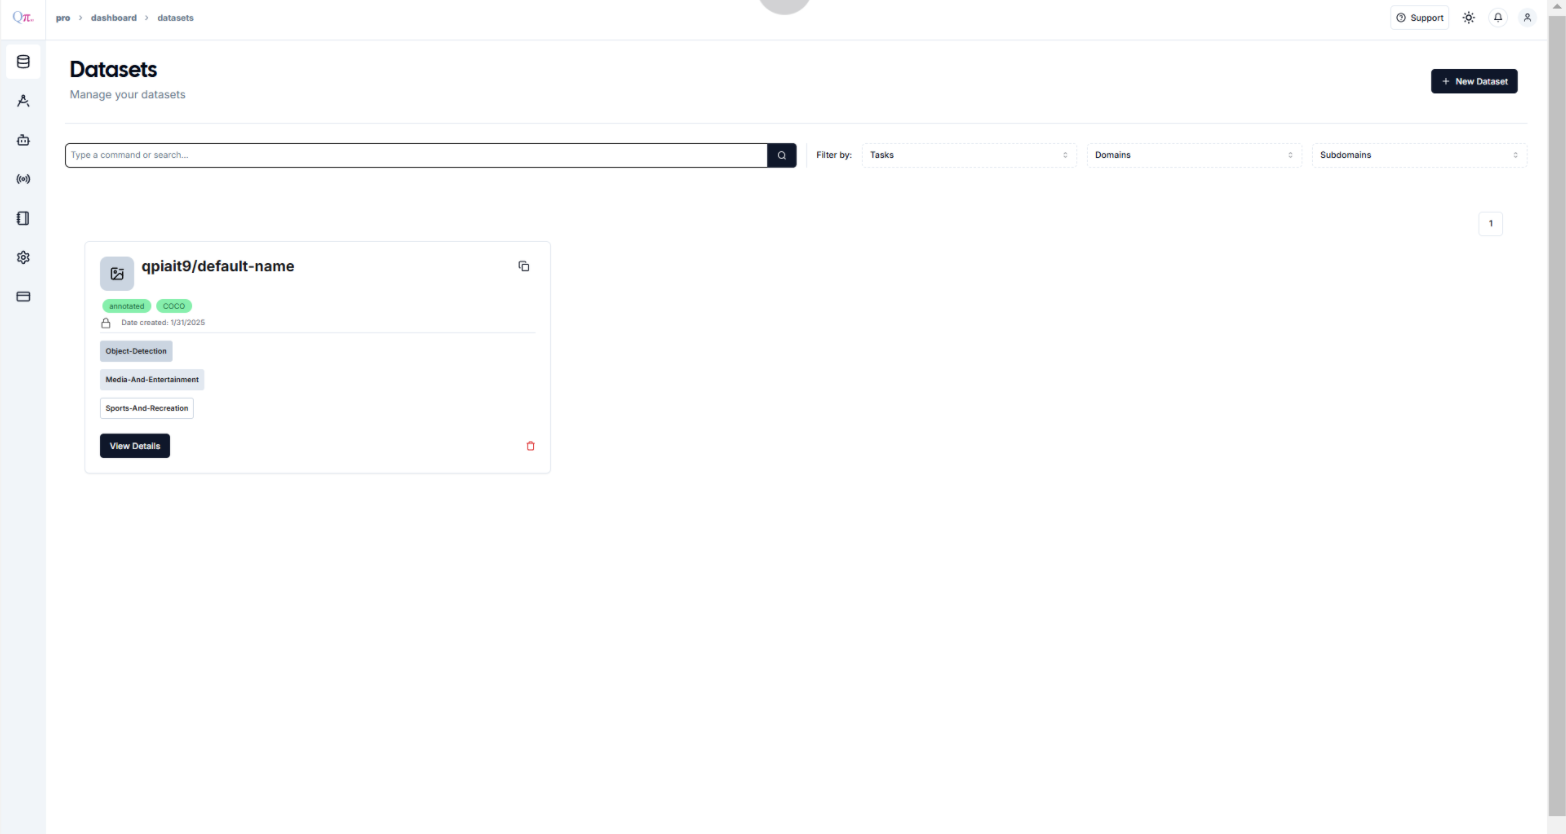 Qπ.
pro > dashboard > datasets
Support
Datasets
Manage your datasets
+ New Dataset
Type a command or search...
Filter by:
Tasks
Domains
Subdomains
1
qpiait9/default-name
annotated COCO
Date created: 1/31/2025
Object-Detection
Media-And-Entertainment
Sports-And-Recreation
View Details